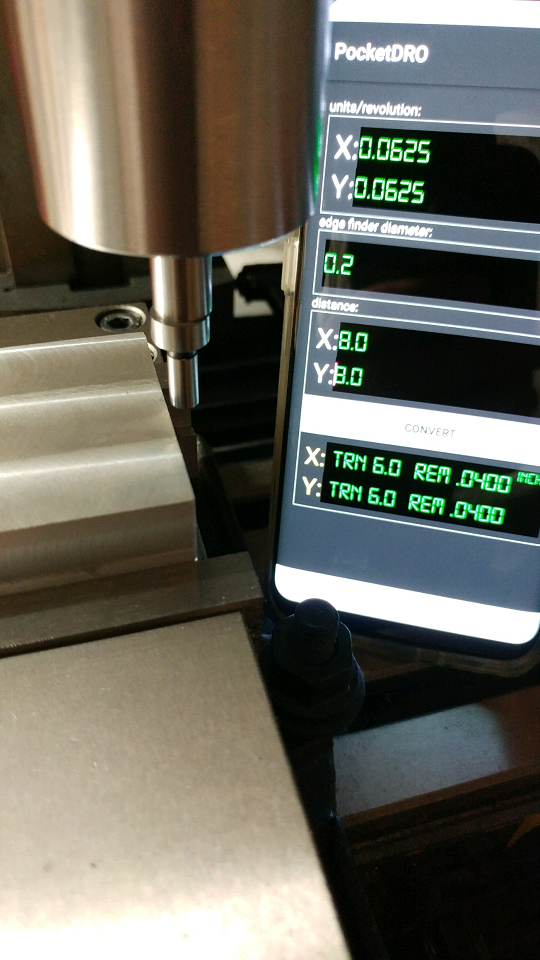 PocketDRO
units/revolution:
X:0.0625
Y:0.0625
edge finder diameter:
0.2
distance:
X:8.0
Y:8.0
CONVERT
X: TRN 6.0 REM .0400
Y: TRN 6.0 REM .0400